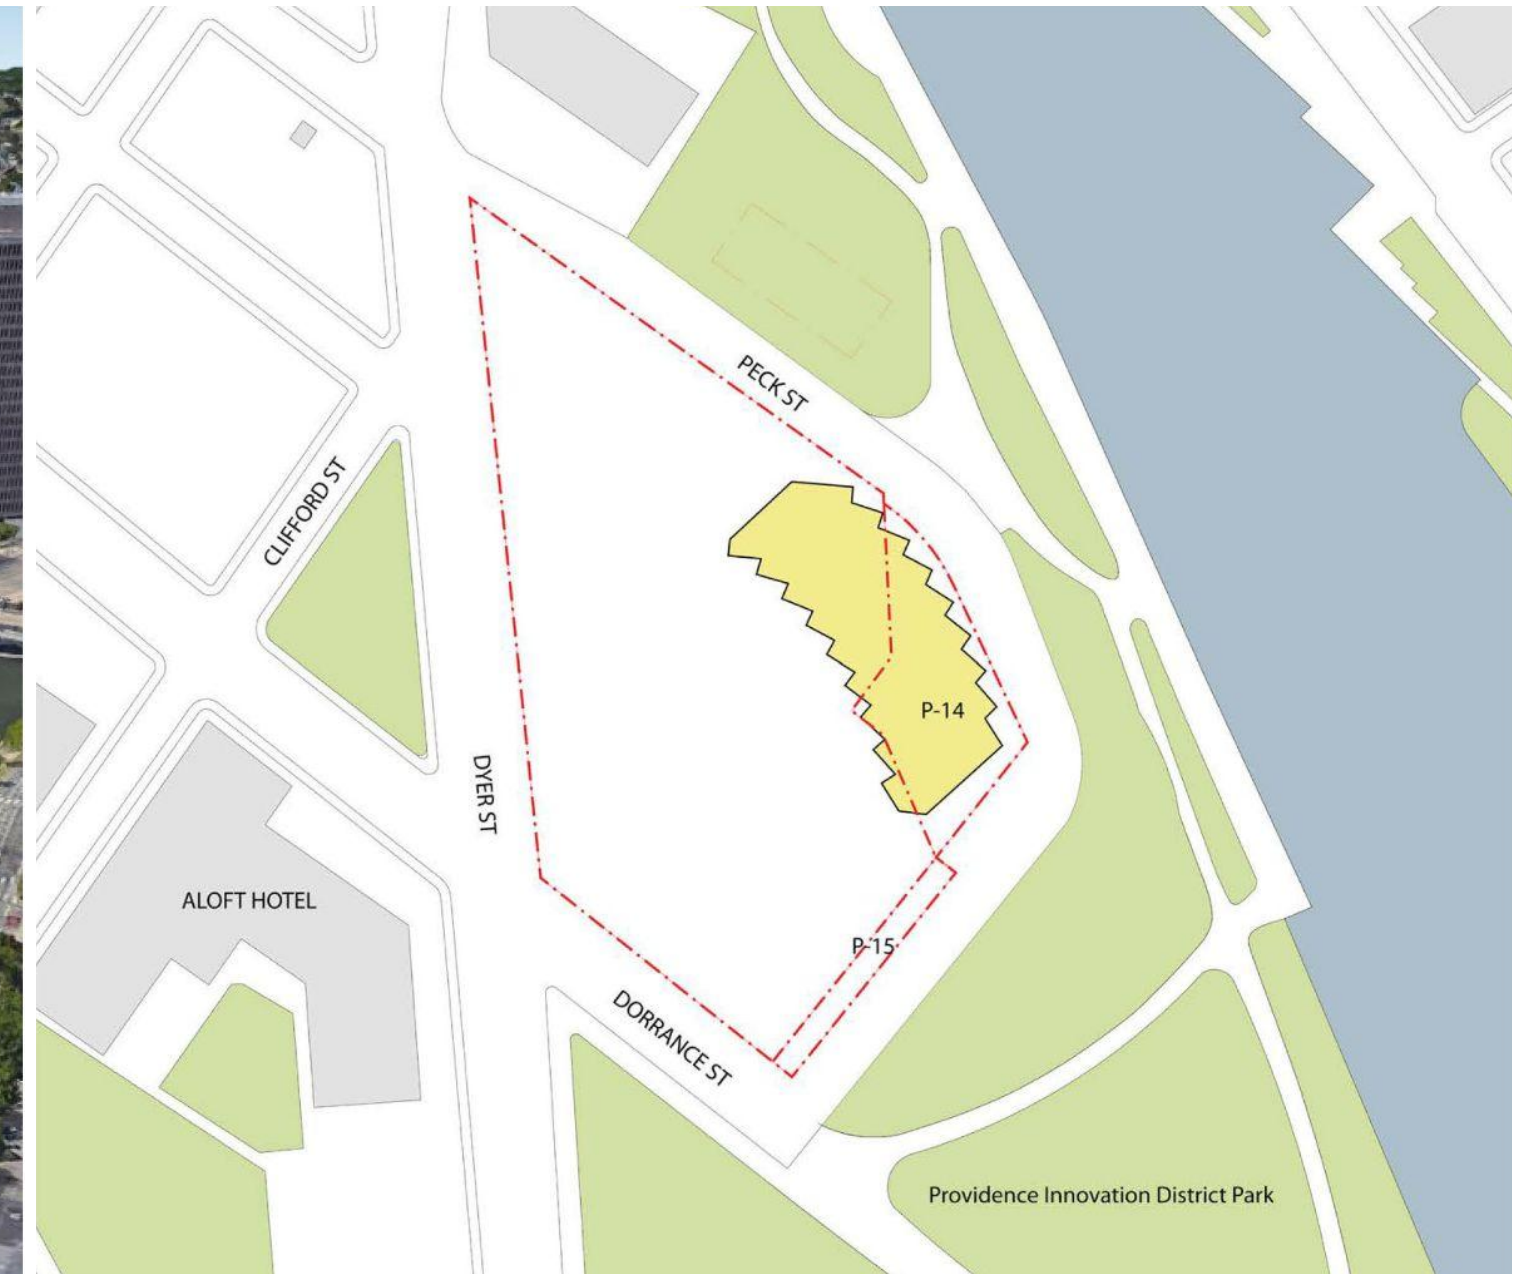 PECK ST
CLIFFORD ST
P-14
DYER ST
ALOFT HOTEL
P-15
DORRANCE ST
Providence Innovation District Park